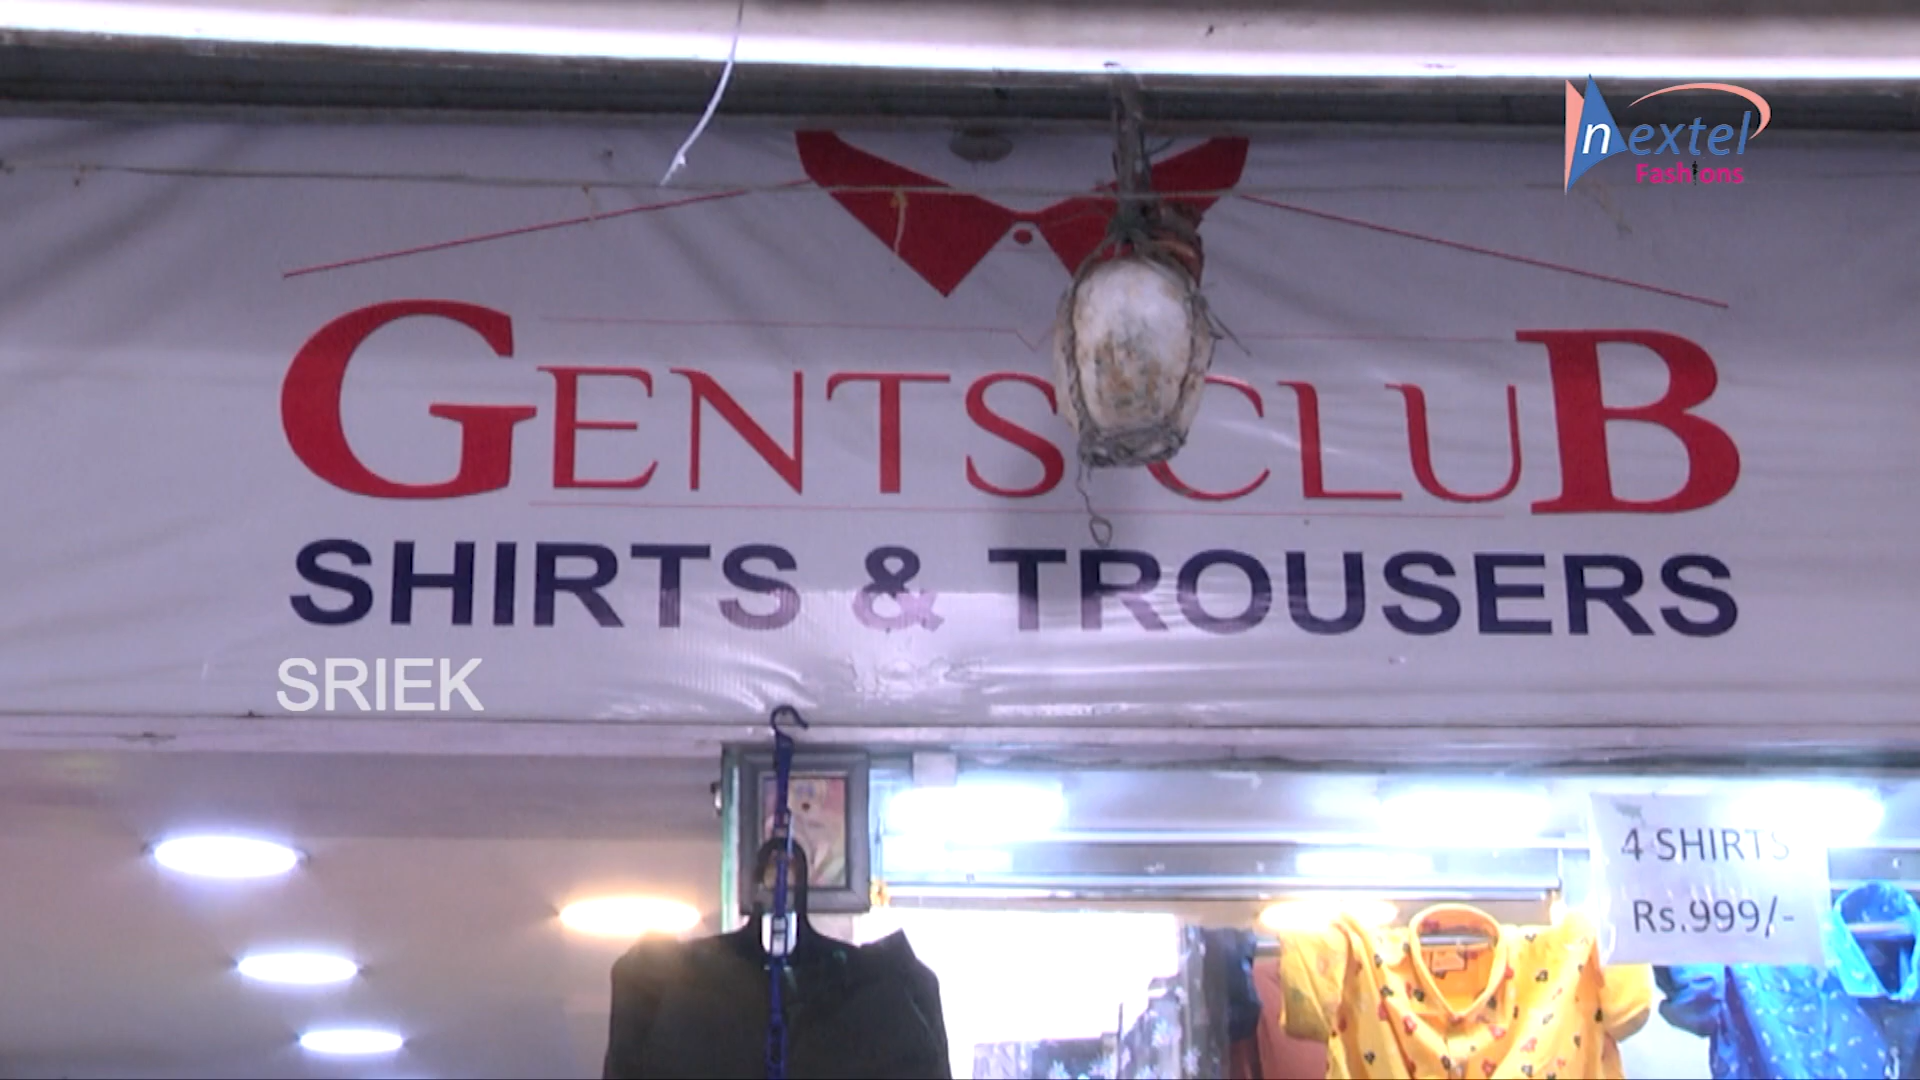 nextel
Fashions
GENTS CLUB
SHIRTS & TROUSERS
SRIEK
4 SHIRTS
Rs.999/-